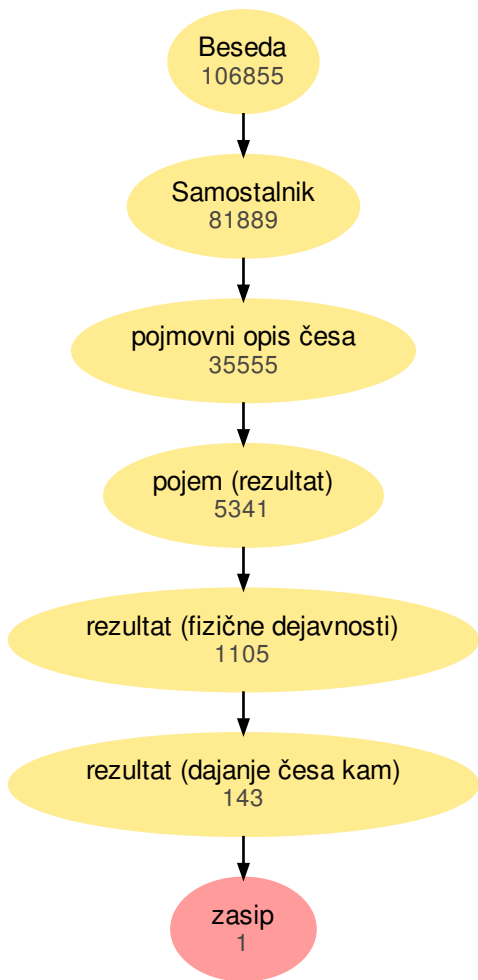 Beseda
106855
Samostalnik
81889
pojmovni opis česa
35555
pojem (rezultat)
5341
rezultat (fizične dejavnosti)
1105
rezultat (dajanje česa kam)
143
zasip
1